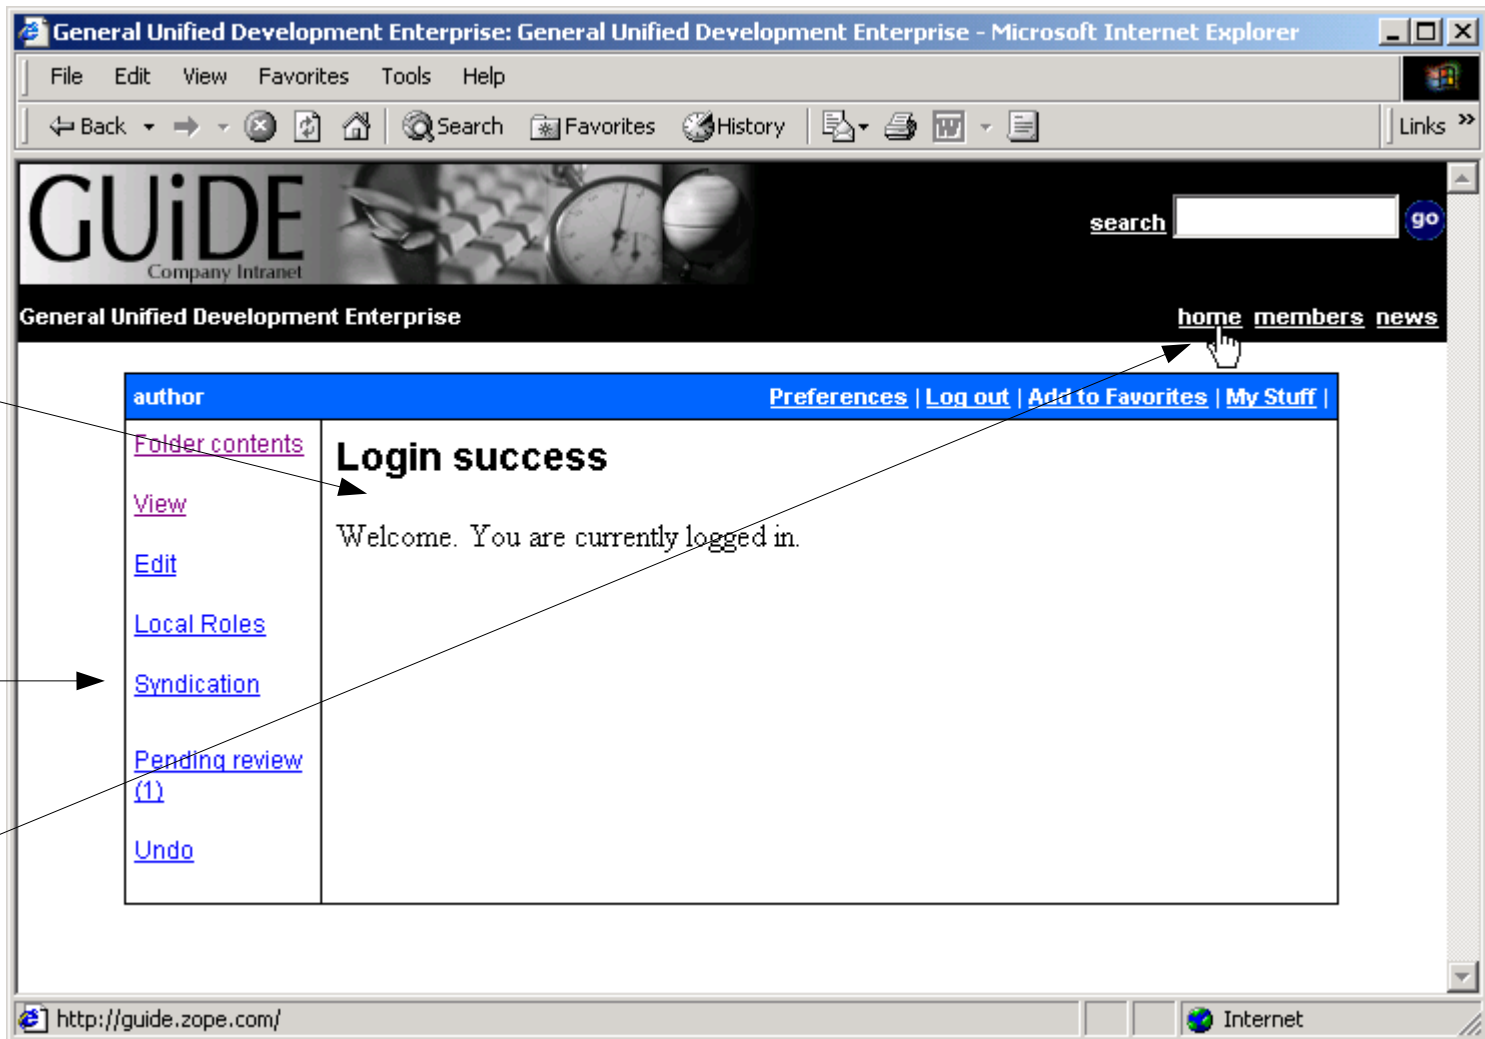 General Unified Development Enterprise: General Unified Development Enterprise - Microsoft Internet Explorer
File Edit View Favorites Tools Help
Back Search Favorites History Links »
GUiDE
Company Intranet
search go
General Unified Development Enterprise home members news
author Preferences | Log out | Add to Favorites | My Stuff |
Folder contents
View
Edit
Local Roles
Syndication
Pending review
(1)
Undo
Login success
Welcome. You are currently logged in.
http://guide.zope.com/ Internet